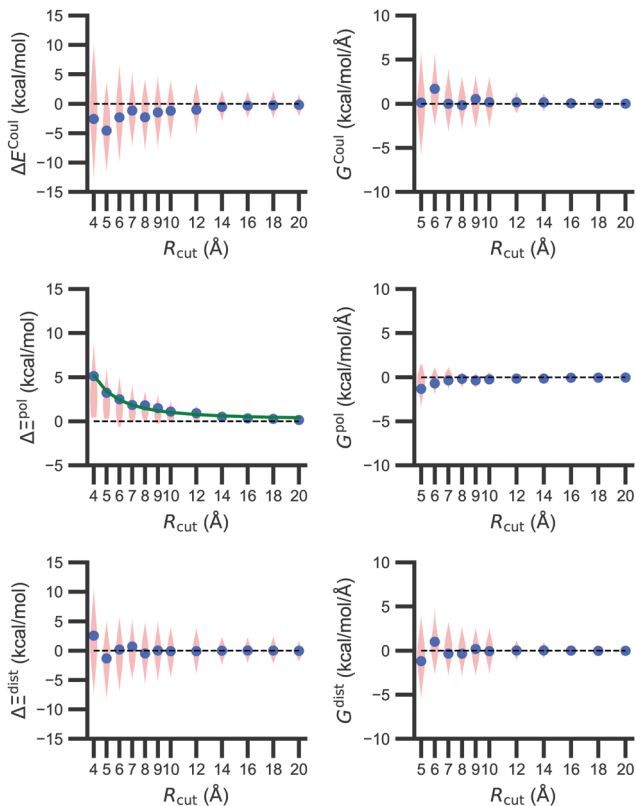 ΔE^Coul (kcal/mol)
15
10
5
0
−5
−10
−15
4 5 6 7 8 9 10 12 14 16 18 20
R_cut (Å)
G^Coul (kcal/mol/Å)
10
5
0
−5
−10
5 6 7 8 9 10 12 14 16 18 20
R_cut (Å)
ΔΞ^pol (kcal/mol)
15
10
5
0
−5
4 5 6 7 8 9 10 12 14 16 18 20
R_cut (Å)
G^pol (kcal/mol/Å)
10
5
0
−5
−10
5 6 7 8 9 10 12 14 16 18 20
R_cut (Å)
ΔΞ^dist (kcal/mol)
15
10
5
0
−5
−10
−15
4 5 6 7 8 9 10 12 14 16 18 20
R_cut (Å)
G^dist (kcal/mol/Å)
10
5
0
−5
−10
5 6 7 8 9 10 12 14 16 18 20
R_cut (Å)